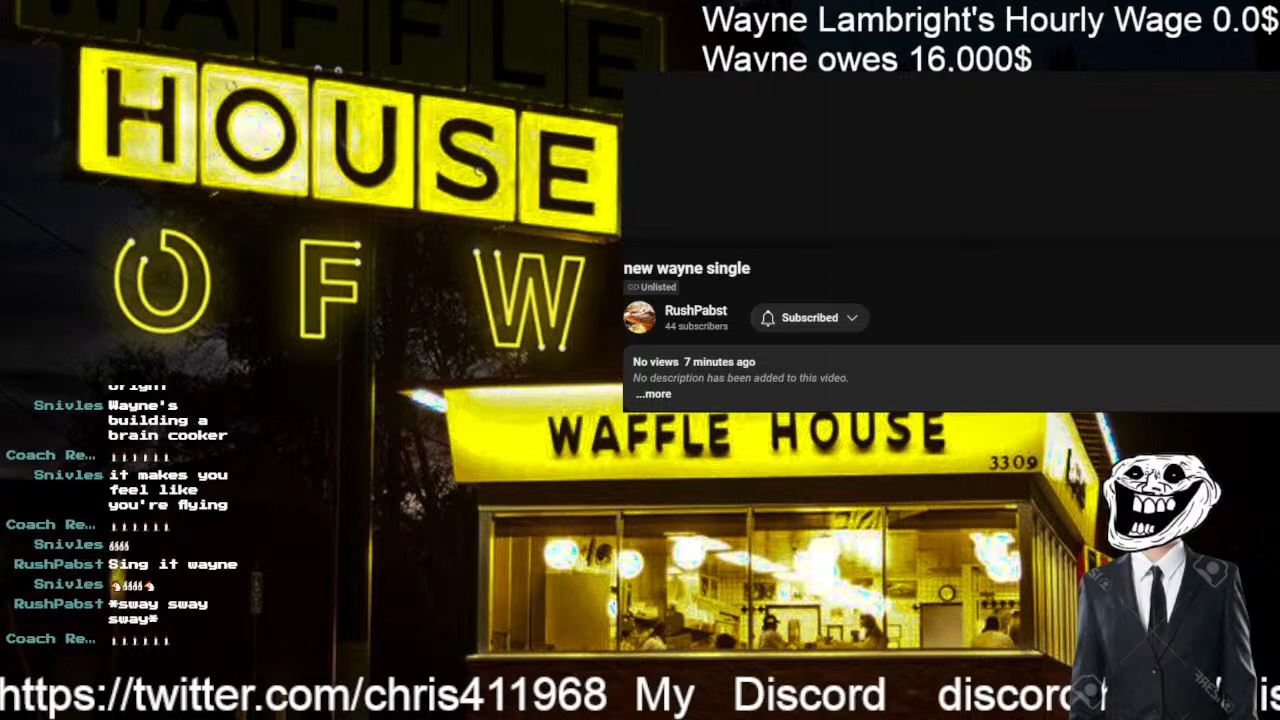 WAFFLE
HOUSE
OF W
Wayne Lambright's Hourly Wage 0.0$
Wayne owes 16.000$
new wayne single
Unlisted
RushPabst
44 subscribers
Subscribed
No views 7 minutes ago
No description has been added to this video.
...more
WAFFLE HOUSE
3309
Snivles Wayne's
building a
brain cooker
Coach Re...
Snivles it makes you
feel like
you're flying
Coach Re...
Snivles
RushPabst Sing it wayne
Snivles
RushPabst *sway sway
sway*
Coach Re...
https://twitter.com/chris411968 My Discord discord